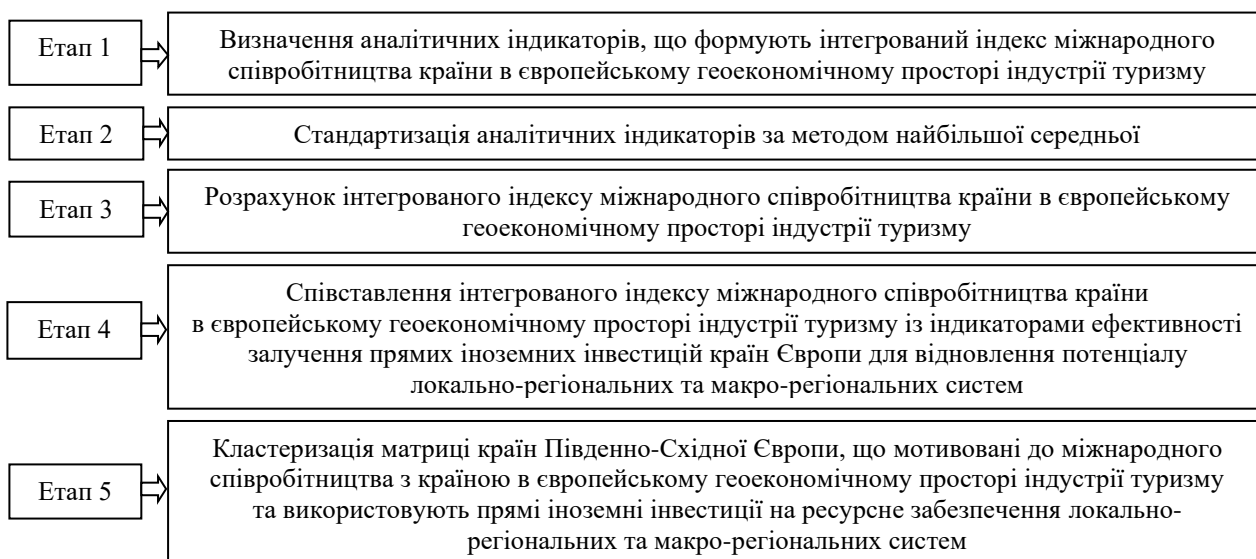 Етап 1
Визначення аналітичних індикаторів, що формують інтегрований індекс міжнародного
співробітництва країни в європейському геоекономічному просторі індустрії туризму
Етап 2
Стандартизація аналітичних індикаторів за методом найбільшої середньої
Етап 3
Розрахунок інтегрованого індексу міжнародного співробітництва країни в європейському
геоекономічному просторі індустрії туризму
Етап 4
Співставлення інтегрованого індексу міжнародного співробітництва країни
в європейському геоекономічному просторі індустрії туризму із індикаторами ефективності
залучення прямих іноземних інвестицій країн Європи для відновлення потенціалу
локально-регіональних та макро-регіональних систем
Етап 5
Кластеризація матриці країн Південно-Східної Європи, що мотивовані до міжнародного
співробітництва з країною в європейському геоекономічному просторі індустрії туризму
та використовують прямі іноземні інвестиції на ресурсне забезпечення локально-
регіональних та макро-регіональних систем